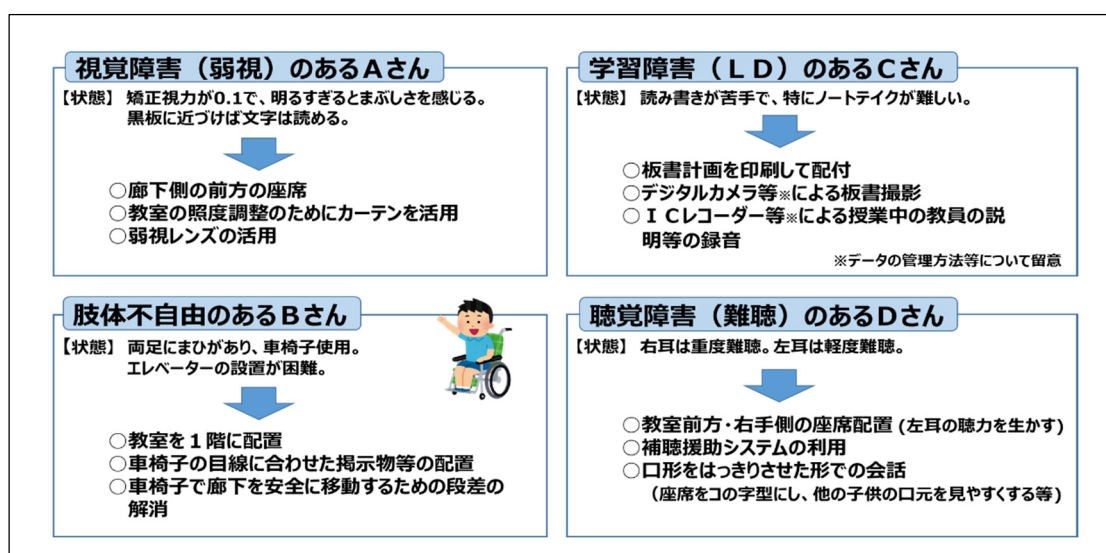 視覚障害（弱視）のあるAさん
【状態】 矯正視力が0.1で、明るすぎるとまぶしさを感じる。
黒板に近づけば文字は読める。
○廊下側の前方の座席
○教室の照度調整のためにカーテンを活用
○弱視レンズの活用
肢体不自由のあるBさん
【状態】 両足にまひがあり、車椅子使用。
エレベーターの設置が困難。
○教室を１階に配置
○車椅子の目線に合わせた掲示物等の配置
○車椅子で廊下を安全に移動するための段差の
解消
学習障害（ＬＤ）のあるCさん
【状態】 読み書きが苦手で、特にノートテイクが難しい。
○板書計画を印刷して配付
○デジタルカメラ等※による板書撮影
○ＩＣレコーダー等※による授業中の教員の説
明等の録音
※データの管理方法等について留意
聴覚障害（難聴）のあるDさん
【状態】 右耳は重度難聴。左耳は軽度難聴。
○教室前方・右手側の座席配置 (左耳の聴力を生かす)
○補聴援助システムの利用
○口形をはっきりさせた形での会話
（座席をコの字型にし、他の子供の口元を見やすくする等)